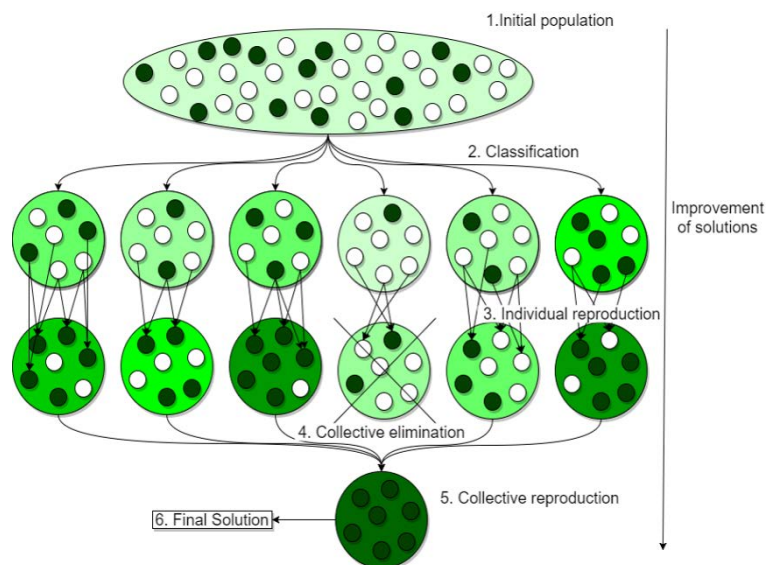 1.Initial population
2. Classification
Improvement
of solutions
3. Individual reproduction
4. Collective elimination
5. Collective reproduction
6. Final Solution